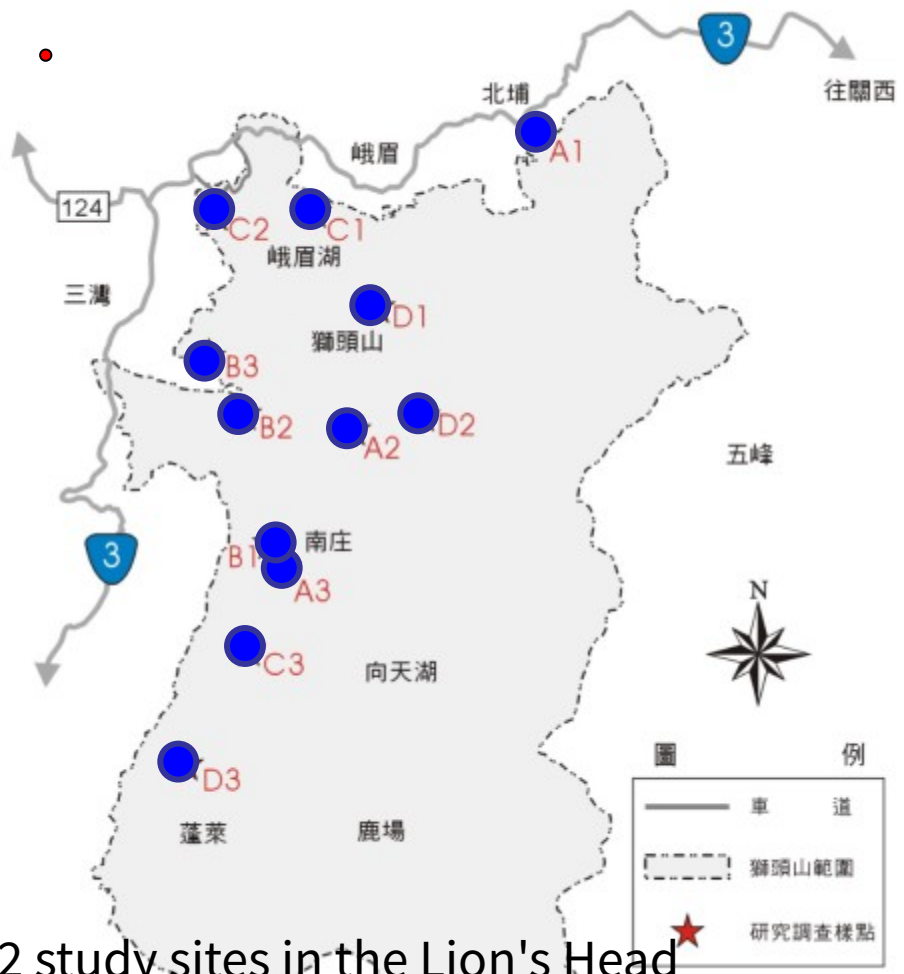 3
往關西
北埔
A1
峨眉
124
C2
C1
峨眉湖
三灣
D1
獅頭山
B3
B2
A2
D2
五峰
3
B1
南庄
A3
N
C3
向天湖
D3
蓬萊
鹿場
圖 例
車 道
獅頭山範圍
研究調查樣點
2 study sites in the Lion's Head